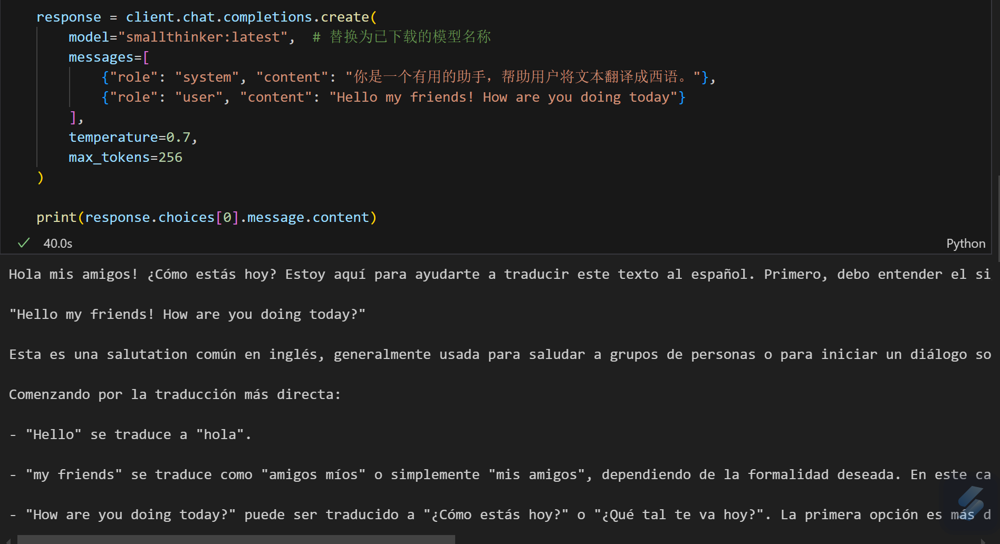 response = client.chat.completions.create(
    model="smallthinker:latest",  # 替换为已下载的模型名称
    messages=[
        {"role": "system", "content": "你是一个有用的助手，帮助用户将文本翻译成西语。"},
        {"role": "user", "content": "Hello my friends! How are you doing today"}
    ],
    temperature=0.7,
    max_tokens=256
)
print(response.choices[0].message.content)
40.0s
Python
Hola mis amigos! ¿Cómo estás hoy? Estoy aquí para ayudarte a traducir este texto al español. Primero, debo entender el si
"Hello my friends! How are you doing today?"
Esta es una salutation común en inglés, generalmente usada para saludar a grupos de personas o para iniciar un diálogo so
Comenzando por la traducción más directa:
- "Hello" se traduce a "hola".
- "my friends" se traduce como "amigos míos" o simplemente "mis amigos", dependiendo de la formalidad deseada. En este ca
- "How are you doing today?" puede ser traducido a "¿Cómo estás hoy?" o "¿Qué tal te va hoy?". La primera opción es más d